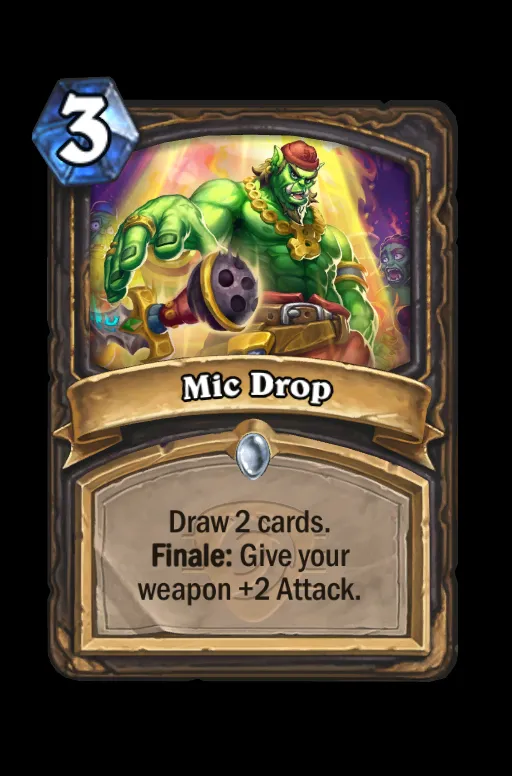 3
Mic Drop
Draw 2 cards.
Finale: Give your
weapon +2 Attack.